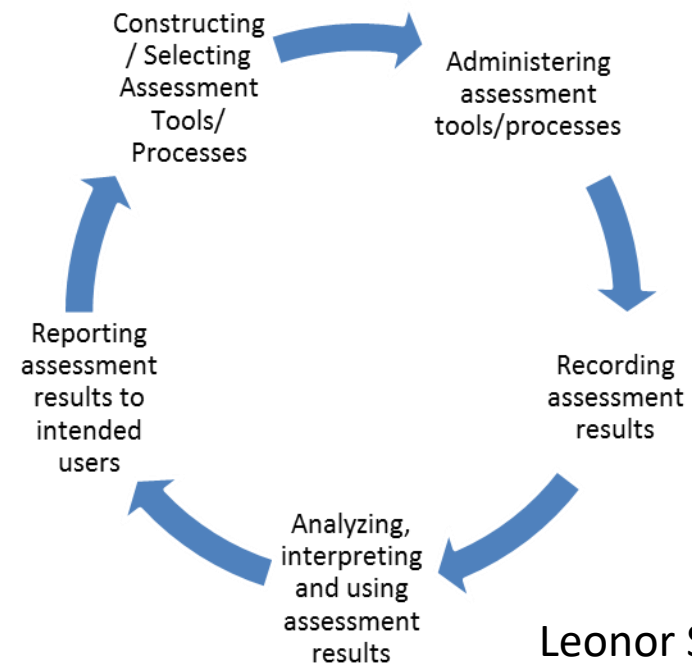 Constructing
/ Selecting
Assessment
Tools/
Processes
Administering
assessment
tools/processes
Recording
assessment
results
Analyzing,
interpreting
and using
assessment
results
Reporting
assessment
results to
intended
users
Leonor